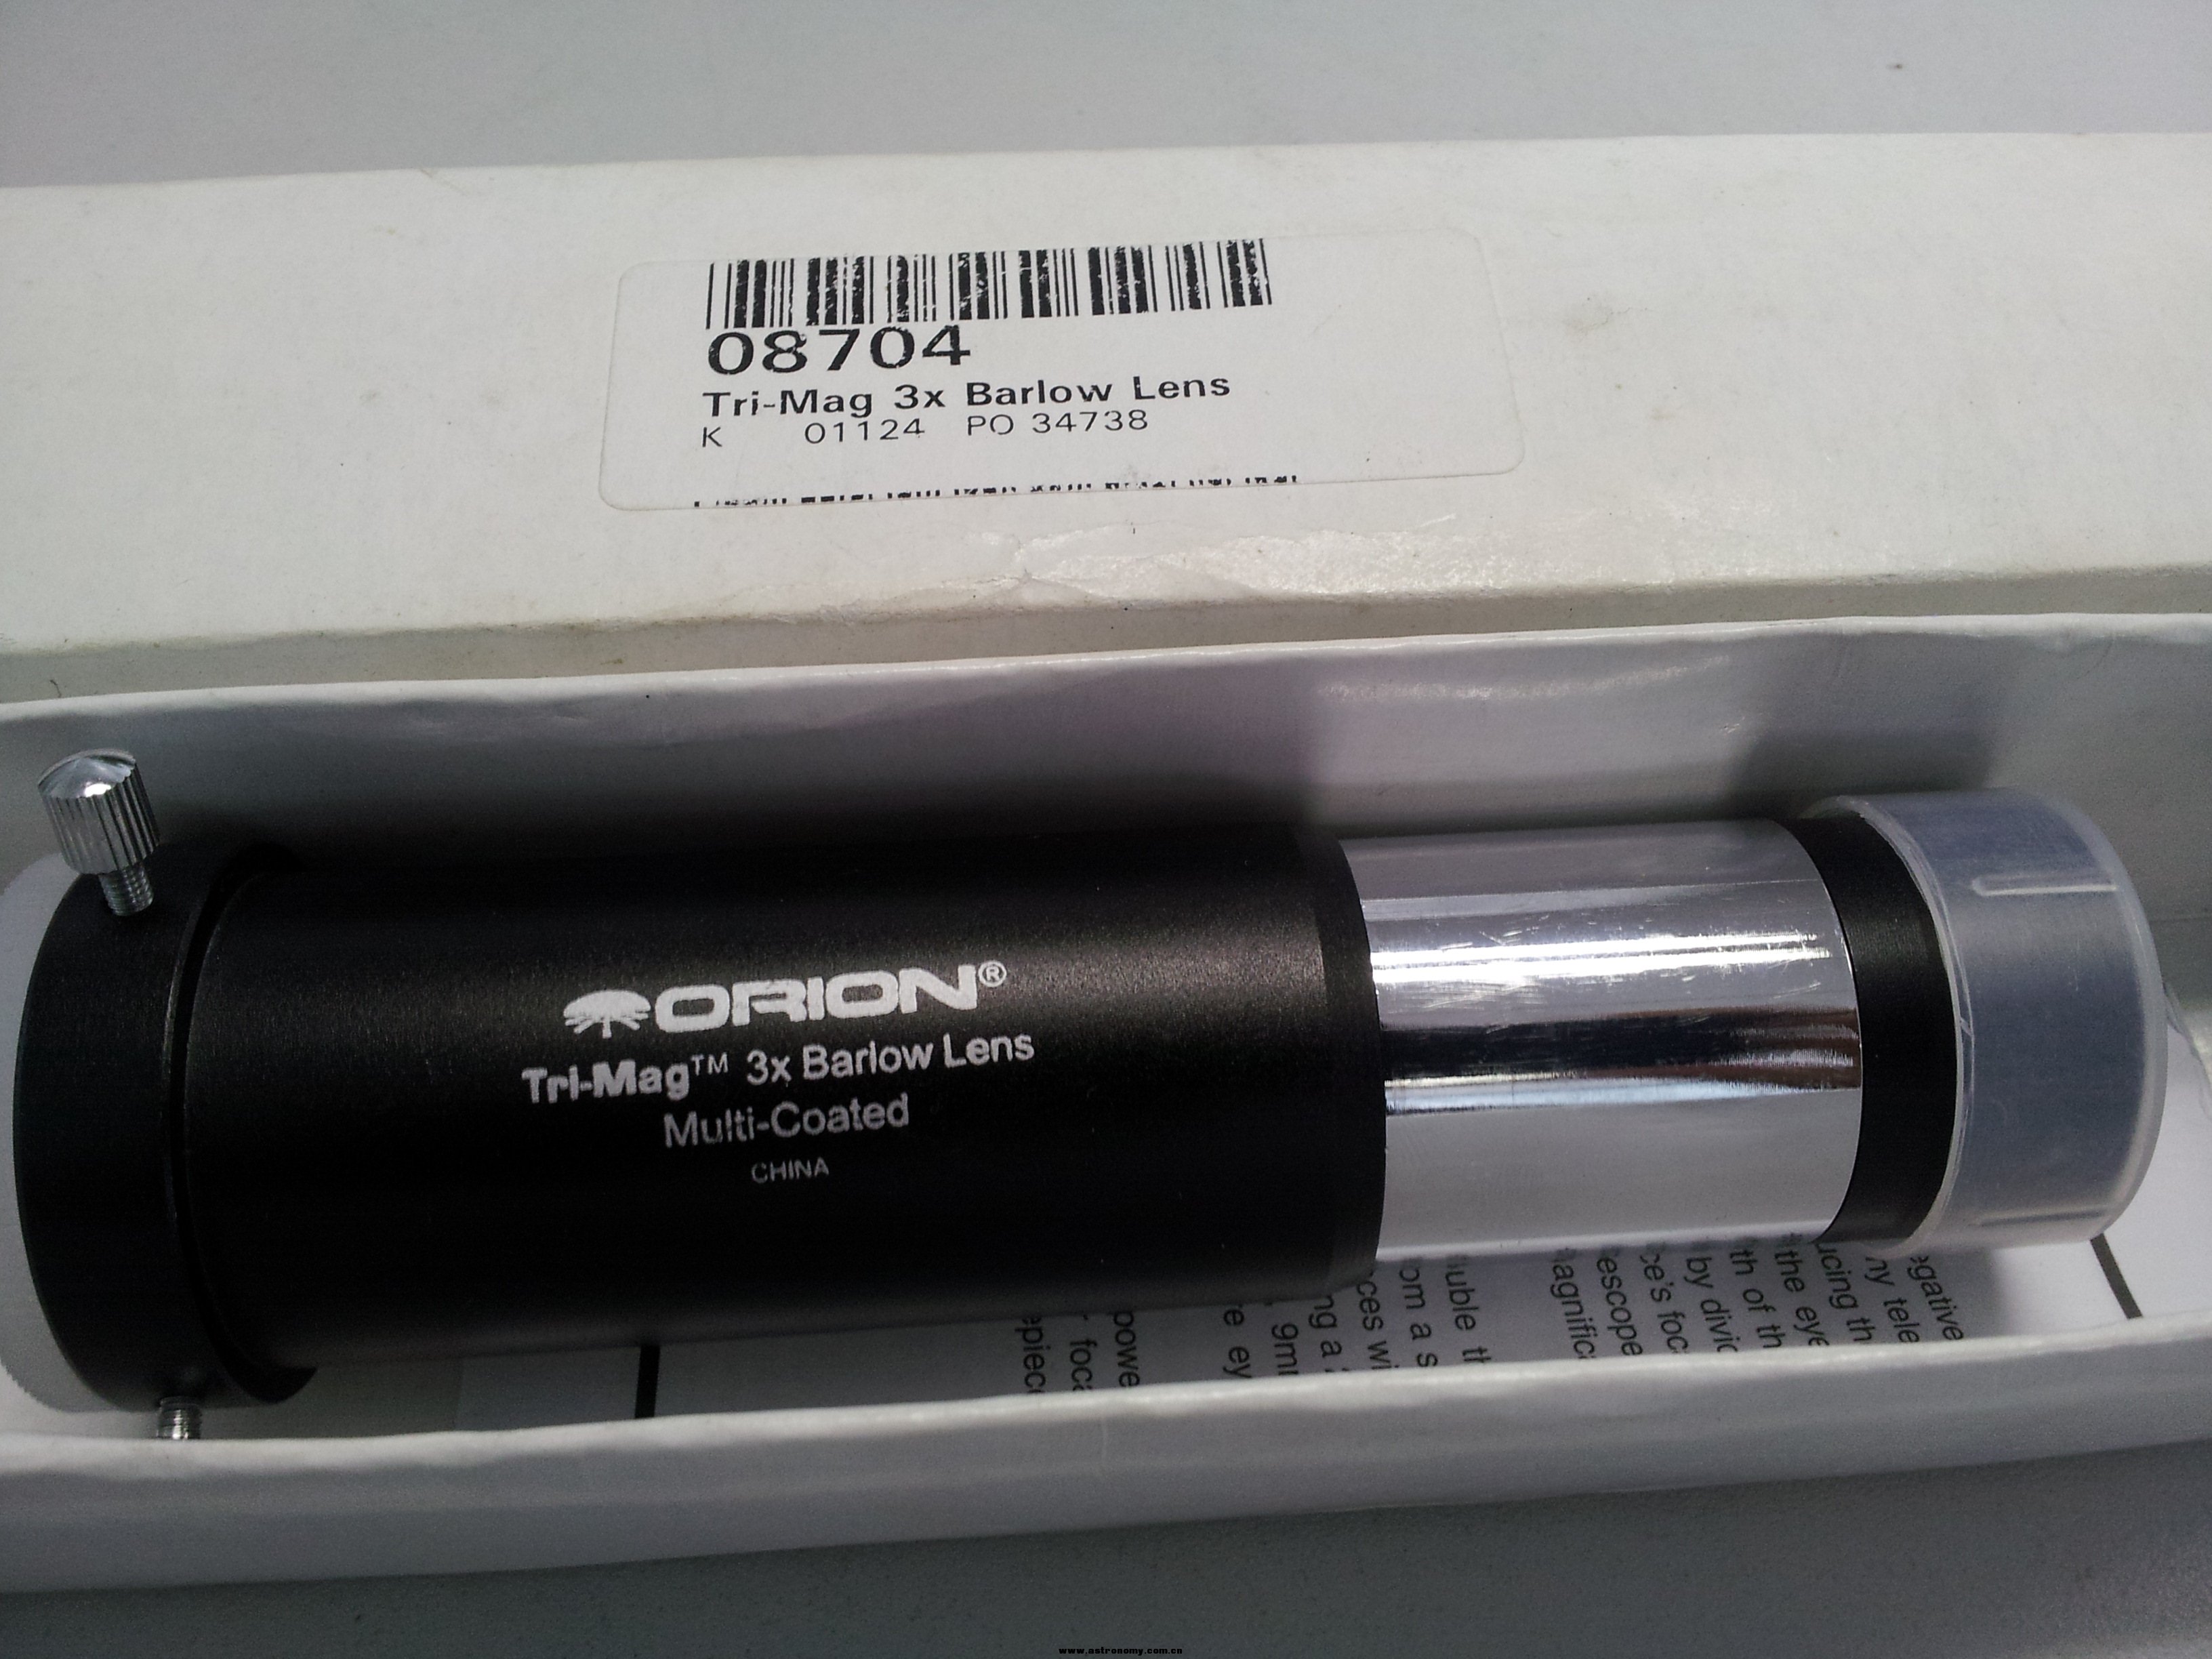 08704
Tri-Mag 3x Barlow Lens
K 01124 PO 34738
ORION®
Tri-Mag™ 3x Barlow Lens
Multi-Coated
CHINA
www.astronomy.com.cn